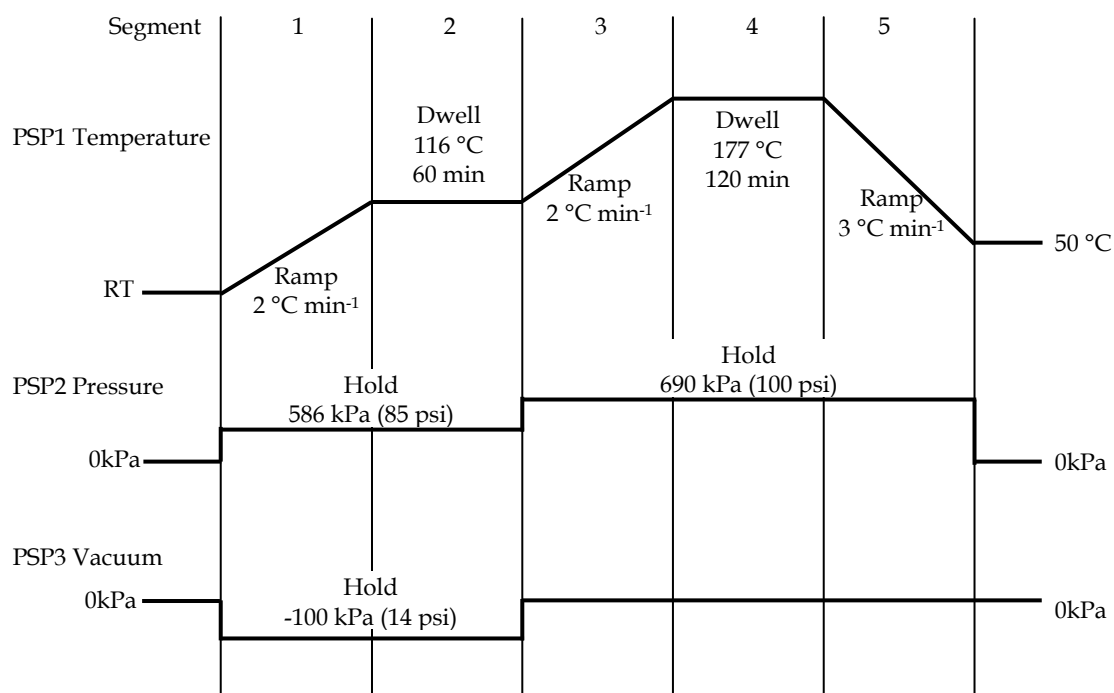 Segment 1 2 3 4 5
PSP1 Temperature
Dwell
116 °C
60 min
Dwell
177 °C
120 min
Ramp
2 °C min-1
Ramp
3 °C min-1
50 °C
RT
Ramp
2 °C min-1
PSP2 Pressure
Hold
586 kPa (85 psi)
Hold
690 kPa (100 psi)
0kPa
0kPa
PSP3 Vacuum
0kPa
Hold
-100 kPa (14 psi)
0kPa